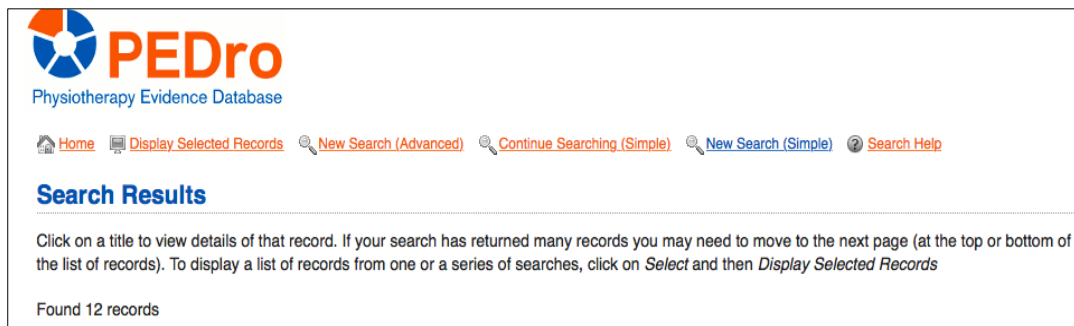 PEDro
Physiotherapy Evidence Database
Home Display Selected Records New Search (Advanced) Continue Searching (Simple) New Search (Simple) ? Search Help
Search Results
Click on a title to view details of that record. If your search has returned many records you may need to move to the next page (at the top or bottom of
the list of records). To display a list of records from one or a series of searches, click on Select and then Display Selected Records
Found 12 records